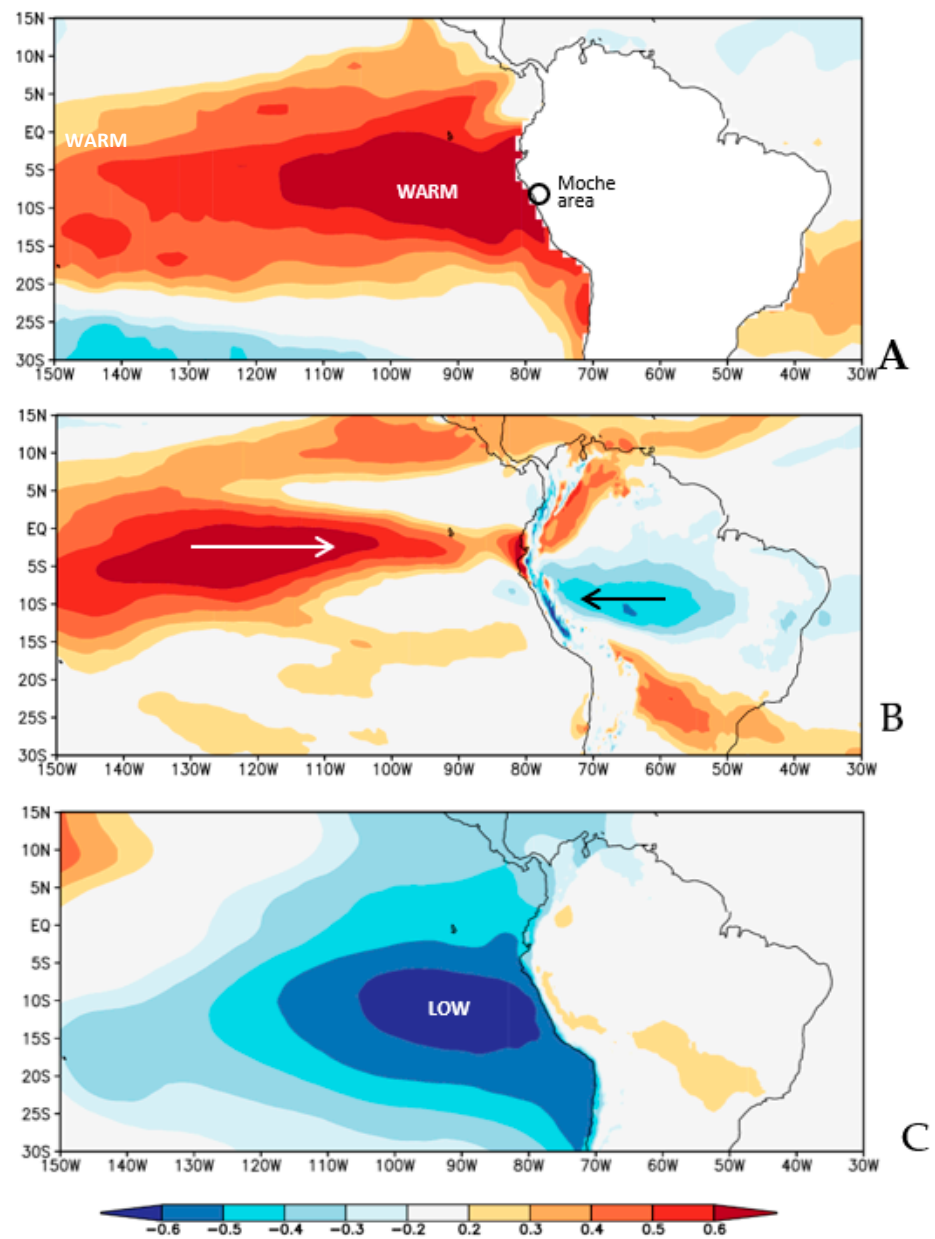 15N
10N
5N
EQ
5S
10S
15S
20S
25S
30S
WARM
WARM
Moche
area
150W 140W 130W 120W 110W 100W 90W 80W 70W 60W 50W 40W 30W
A
15N
10N
5N
EQ
5S
10S
15S
20S
25S
30S
150W 140W 130W 120W 110W 100W 90W 80W 70W 60W 50W 40W 30W
B
15N
10N
5N
EQ
5S
10S
15S
20S
25S
30S
LOW
150W 140W 130W 120W 110W 100W 90W 80W 70W 60W 50W 40W 30W
C
-0.6 -0.5 -0.4 -0.3 -0.2 0.2 0.3 0.4 0.5 0.6